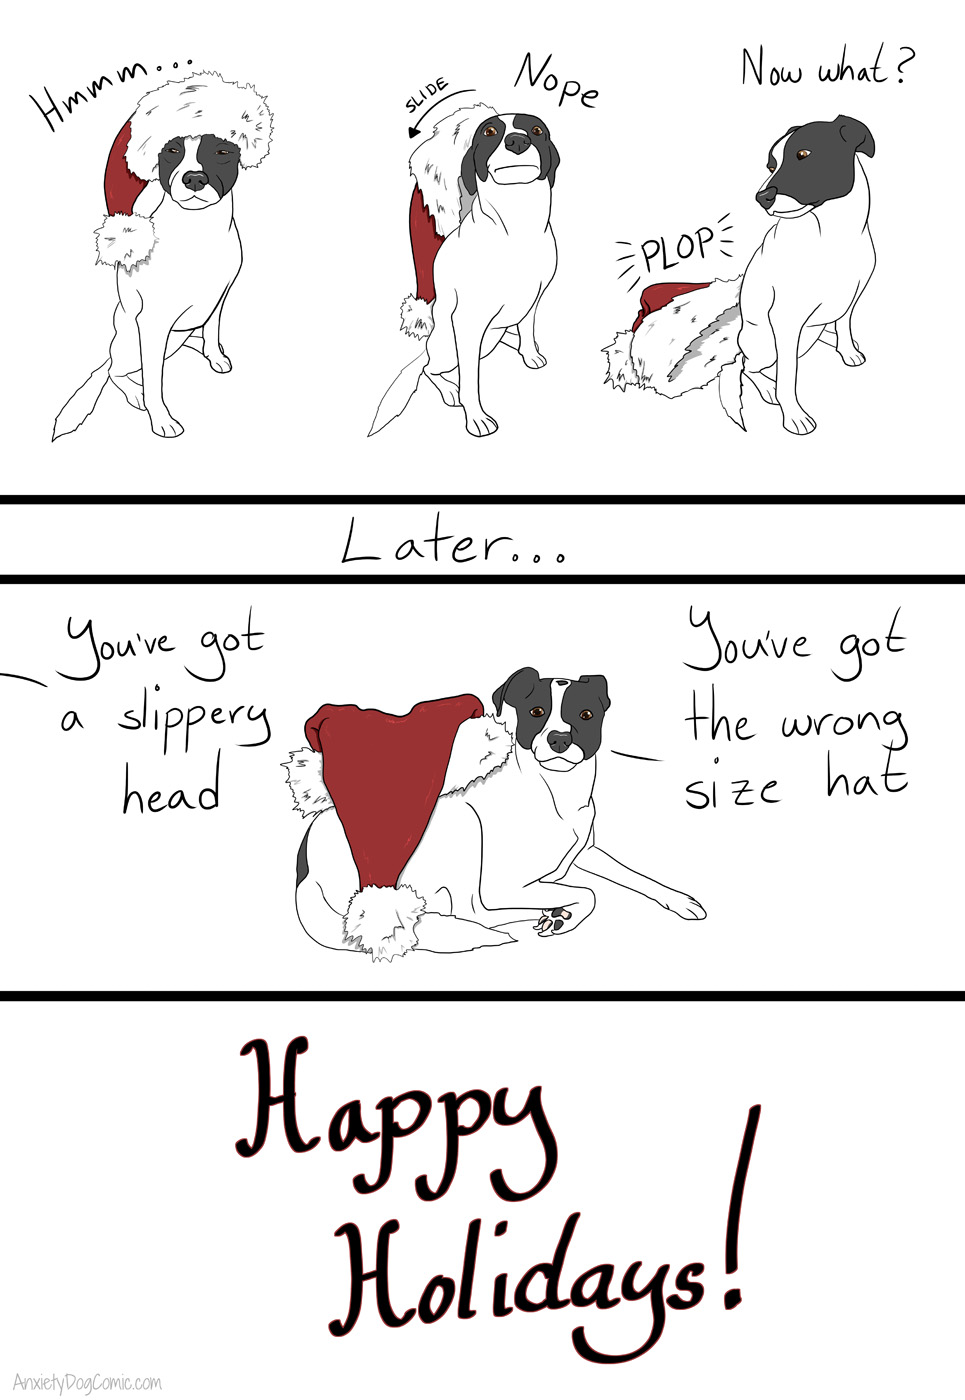 Hmmm...
SLIDE
Nope
Now what?
PLOP
Later...
You've got
a slippery
head
You've got
the wrong
size hat
Happy
Holidays!
AnxietyDogComic.com